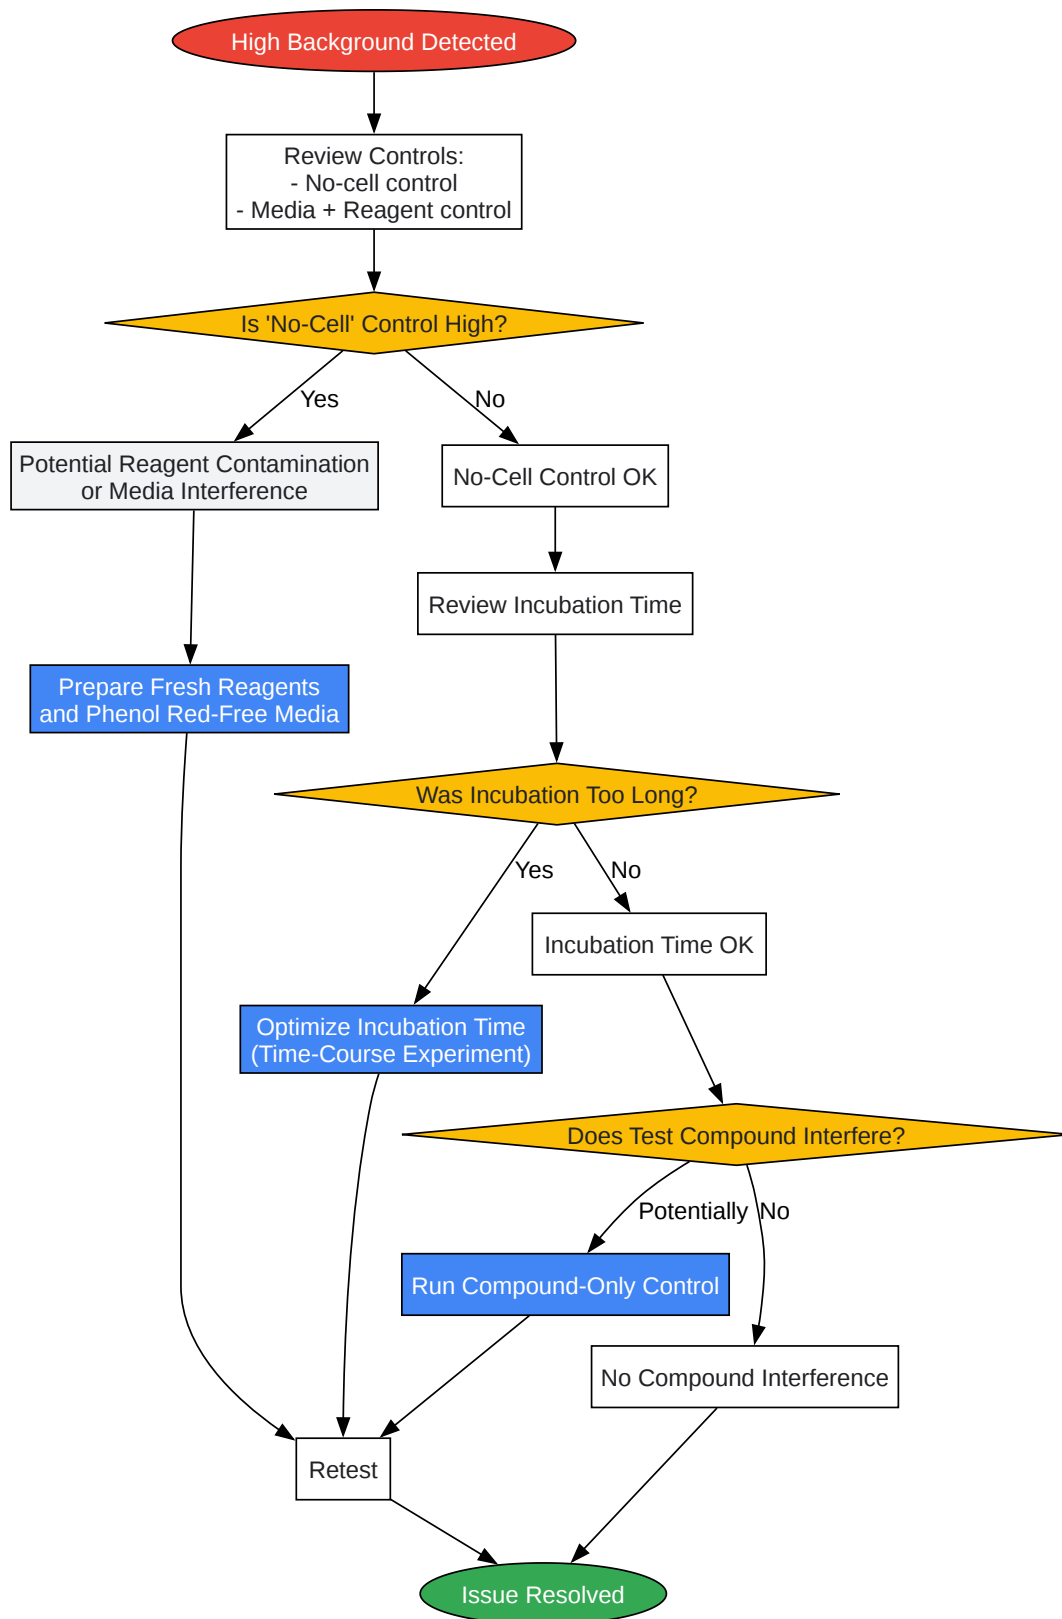 High Background Detected
Review Controls:
- No-cell control
- Media + Reagent control
Is 'No-Cell' Control High?
Yes
No
Potential Reagent Contamination
or Media Interference
No-Cell Control OK
Review Incubation Time
Prepare Fresh Reagents
and Phenol Red-Free Media
Was Incubation Too Long?
Yes
No
Incubation Time OK
Optimize Incubation Time
(Time-Course Experiment)
Does Test Compound Interfere?
Potentially
No
Run Compound-Only Control
No Compound Interference
Retest
Issue Resolved